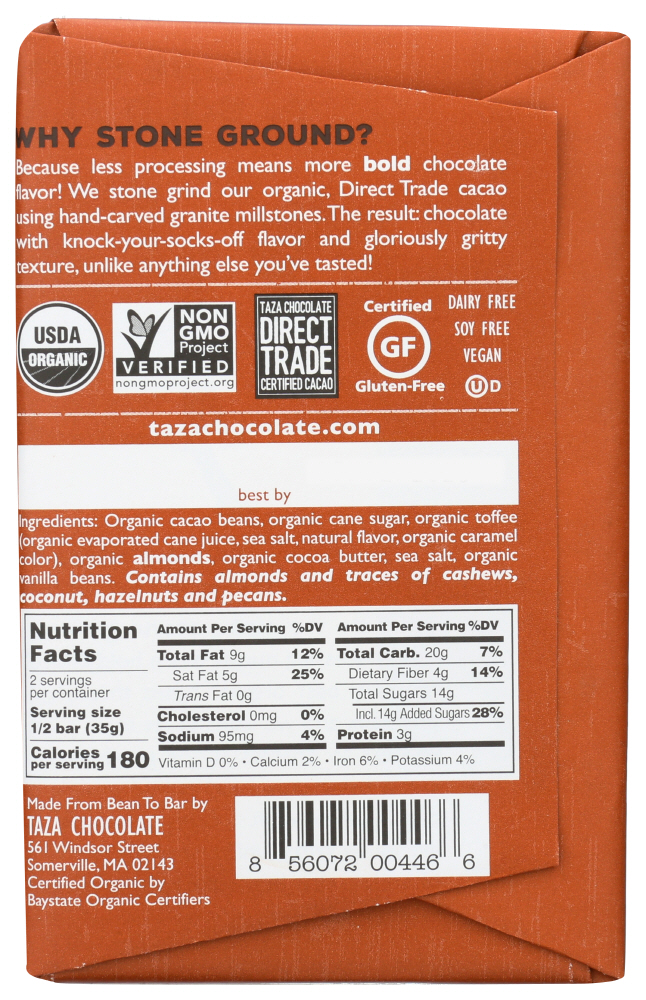 WHY STONE GROUND?
Because less processing means more bold chocolate
flavor! We stone grind our organic, Direct Trade cacao
using hand-carved granite millstones. The result: chocolate
with knock-your-socks-off flavor and gloriously gritty
texture, unlike anything else you've tasted!
USDA
ORGANIC
NON
GMO
Project
VERIFIED
nongmoproject.org
TAZA CHOCOLATE
DIRECT
TRADE
CERTIFIED CACAO
Certified
GF
Gluten-Free
DAIRY FREE
SOY FREE
VEGAN
U D
tazachocolate.com
best by
Ingredients: Organic cacao beans, organic cane sugar, organic toffee
(organic evaporated cane juice, sea salt, natural flavor, organic caramel
color), organic almonds, organic cocoa butter, sea salt, organic
vanilla beans. Contains almonds and traces of cashews,
coconut, hazelnuts and pecans.
Nutrition
Facts
2 servings
per container
Serving size
1/2 bar (35g)
Calories
per serving 180
Amount Per Serving %DV
Total Fat 9g 12%
Sat Fat 5g 25%
Trans Fat 0g
Cholesterol 0mg 0%
Sodium 95mg 4%
Amount Per Serving %DV
Total Carb. 20g 7%
Dietary Fiber 4g 14%
Total Sugars 14g
Incl. 14g Added Sugars 28%
Protein 3g
Vitamin D 0% • Calcium 2% • Iron 6% • Potassium 4%
Made From Bean To Bar by
TAZA CHOCOLATE
561 Windsor Street
Somerville, MA 02143
Certified Organic by
Baystate Organic Certifiers
8 56072 00446 6